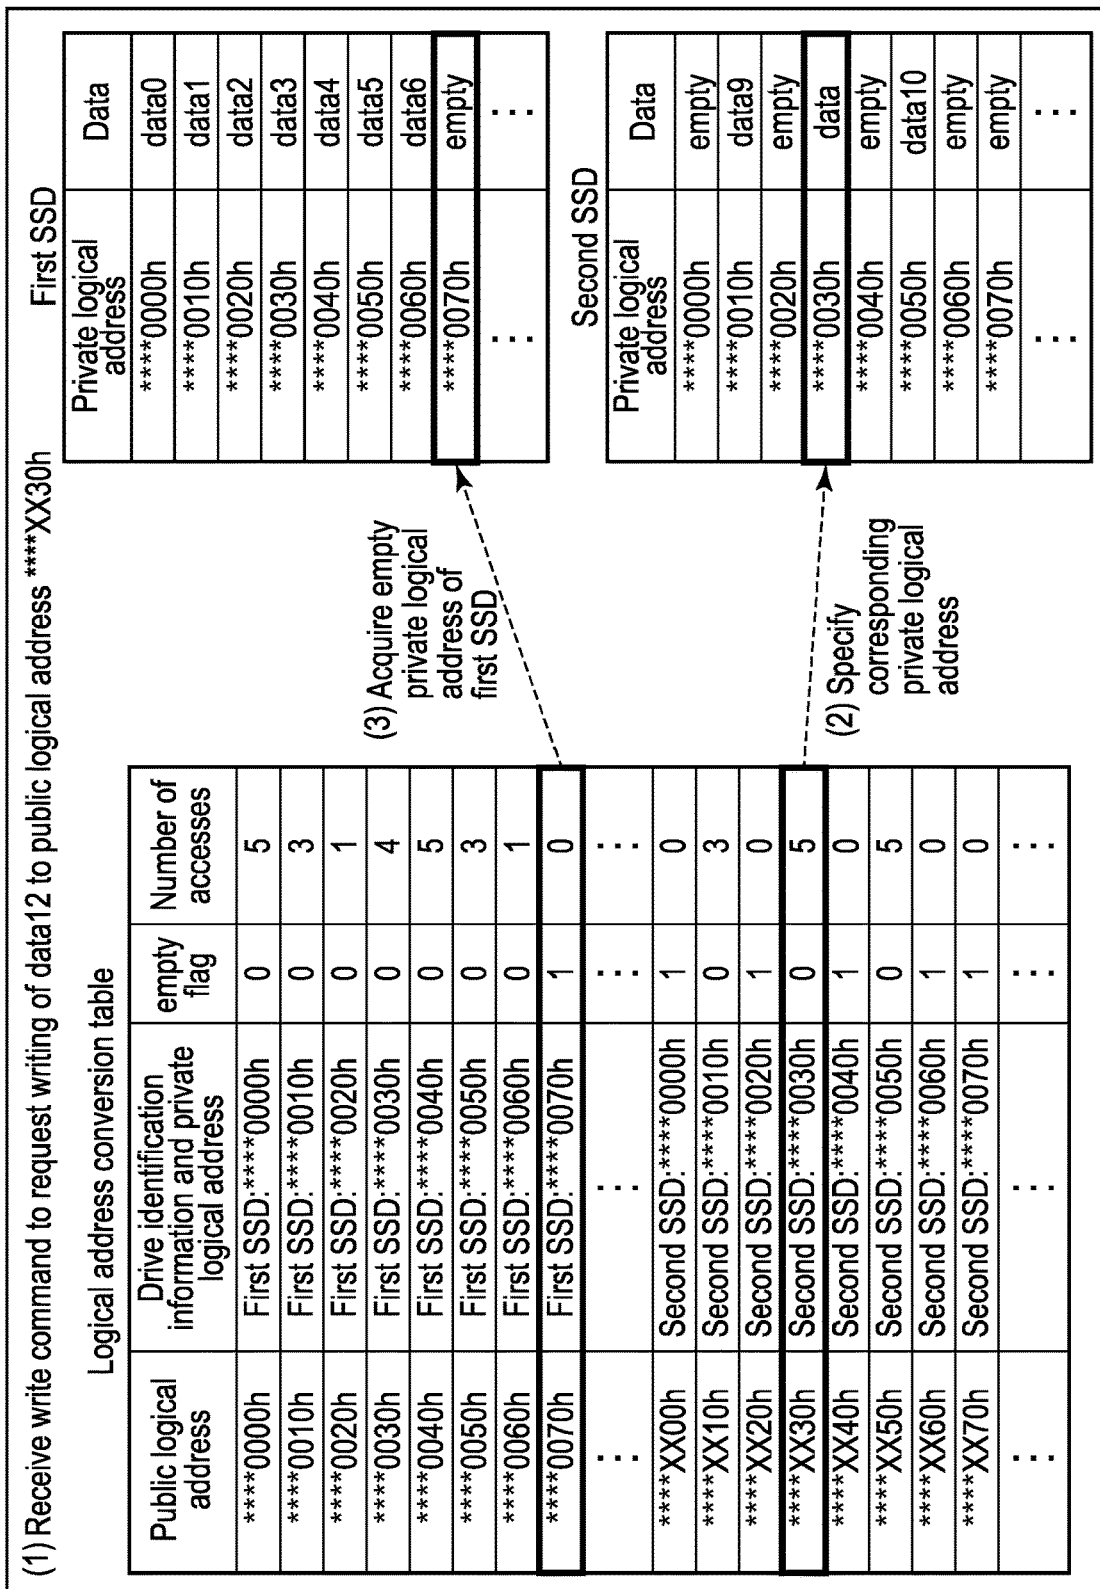 (1) Receive write command to request writing of data12 to public logical address ****XX30h
Logical address conversion table
Public logical address | Drive identification information and private logical address | empty flag | Number of accesses
****0000h | First SSD:****0000h | 0 | 5
****0010h | First SSD:****0010h | 0 | 3
****0020h | First SSD:****0020h | 0 | 1
****0030h | First SSD:****0030h | 0 | 4
****0040h | First SSD:****0040h | 0 | 5
****0050h | First SSD:****0050h | 0 | 3
****0060h | First SSD:****0060h | 0 | 1
****0070h | First SSD:****0070h | 1 | 0
... | ... | ... | ...
****XX00h | Second SSD:****0000h | 1 | 0
****XX10h | Second SSD:****0010h | 0 | 3
****XX20h | Second SSD:****0020h | 1 | 0
****XX30h | Second SSD:****0030h | 0 | 5
****XX40h | Second SSD:****0040h | 1 | 0
****XX50h | Second SSD:****0050h | 0 | 5
****XX60h | Second SSD:****0060h | 1 | 0
****XX70h | Second SSD:****0070h | 1 | 0
... | ... | ... | ...
(3) Acquire empty
private logical
address of
first SSD
(2) Specify
corresponding
private logical
address
First SSD
Private logical address | Data
****0000h | data0
****0010h | data1
****0020h | data2
****0030h | data3
****0040h | data4
****0050h | data5
****0060h | data6
****0070h | empty
... | ...
Second SSD
Private logical address | Data
****0000h | empty
****0010h | data9
****0020h | empty
****0030h | data
****0040h | empty
****0050h | data10
****0060h | empty
****0070h | empty
... | ...